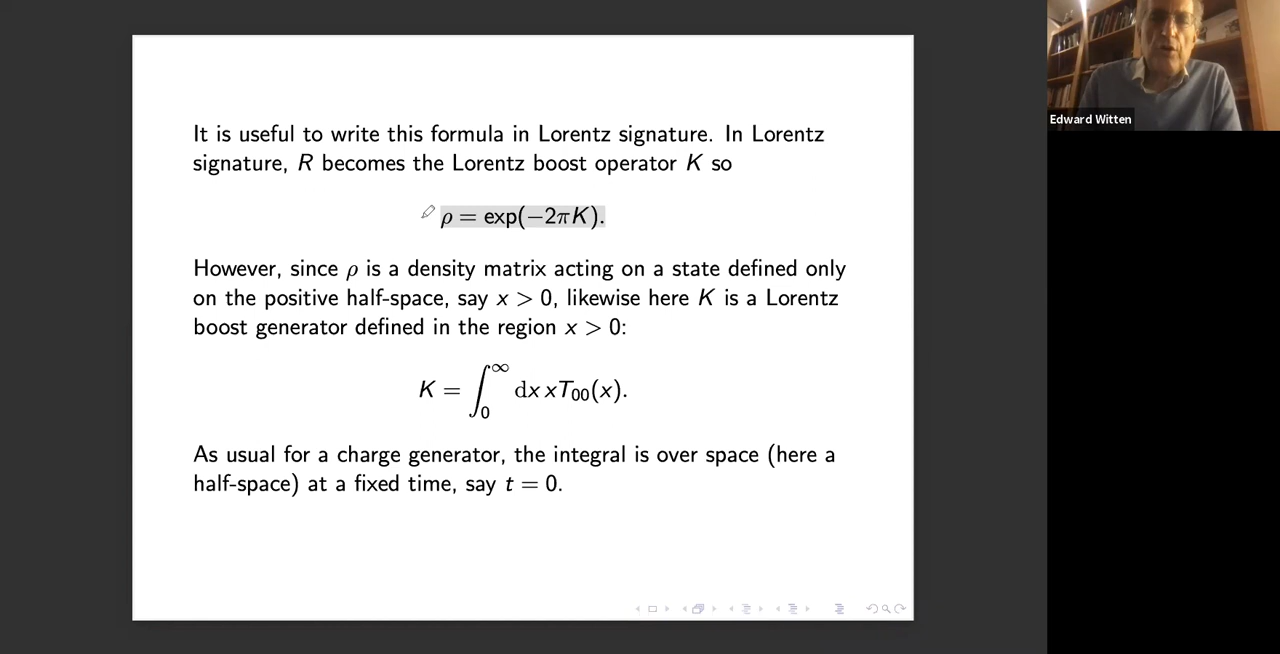 It is useful to write this formula in Lorentz signature. In Lorentz
signature, R becomes the Lorentz boost operator K so
ρ = exp(−2πK).
However, since ρ is a density matrix acting on a state defined only
on the positive half-space, say x > 0, likewise here K is a Lorentz
boost generator defined in the region x > 0:
K = ∫₀^∞ dx xT₀₀(x).
As usual for a charge generator, the integral is over space (here a
half-space) at a fixed time, say t = 0.
Edward Witten